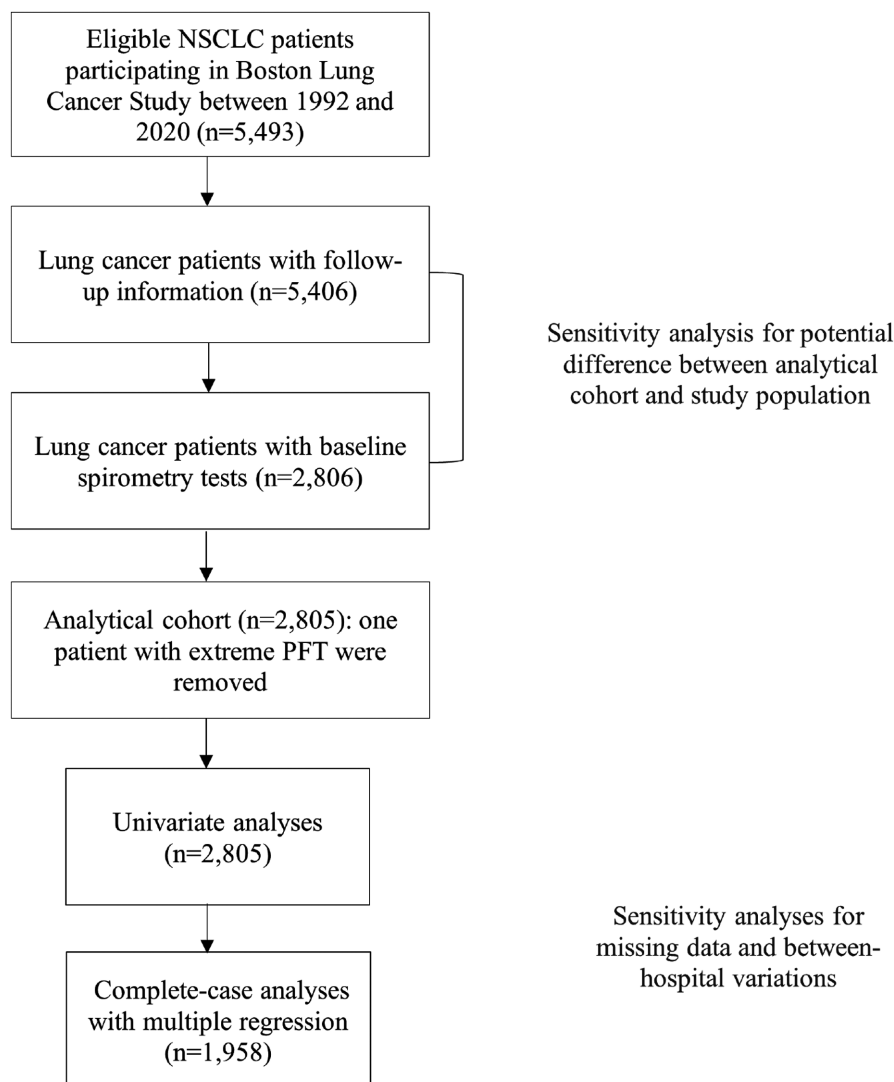 Eligible NSCLC patients
participating in Boston Lung
Cancer Study between 1992 and
2020 (n=5,493)
Lung cancer patients with follow-
up information (n=5,406)
Sensitivity analysis for potential
difference between analytical
cohort and study population
Lung cancer patients with baseline
spirometry tests (n=2,806)
Analytical cohort (n=2,805): one
patient with extreme PFT were
removed
Univariate analyses
(n=2,805)
Sensitivity analyses for
missing data and between-
hospital variations
Complete-case analyses
with multiple regression
(n=1,958)